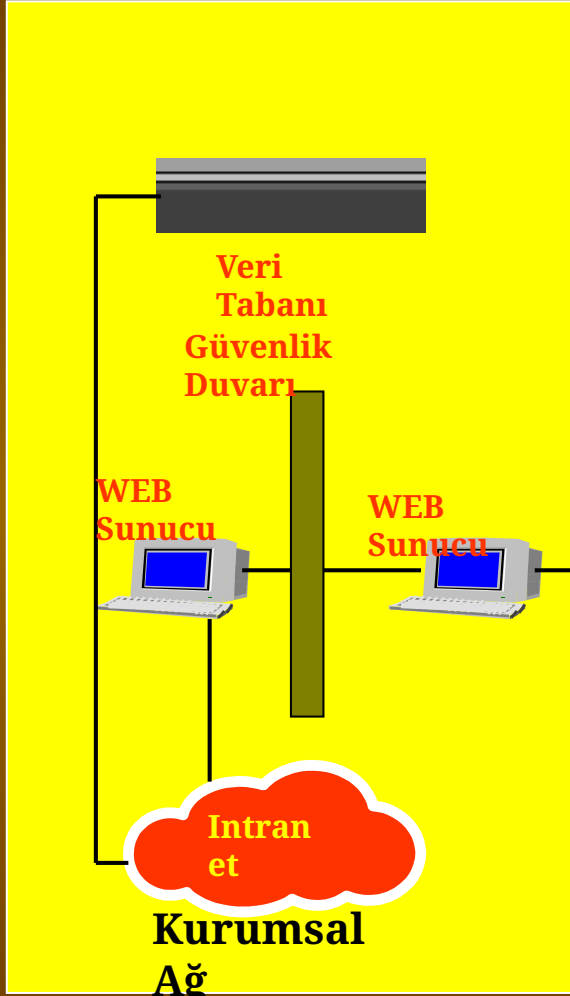 Veri
Tabanı
Güvenlik
Duvarı
WEB
Sunucu
WEB
Sunucu
Intran
et
Kurumsal
Ağ